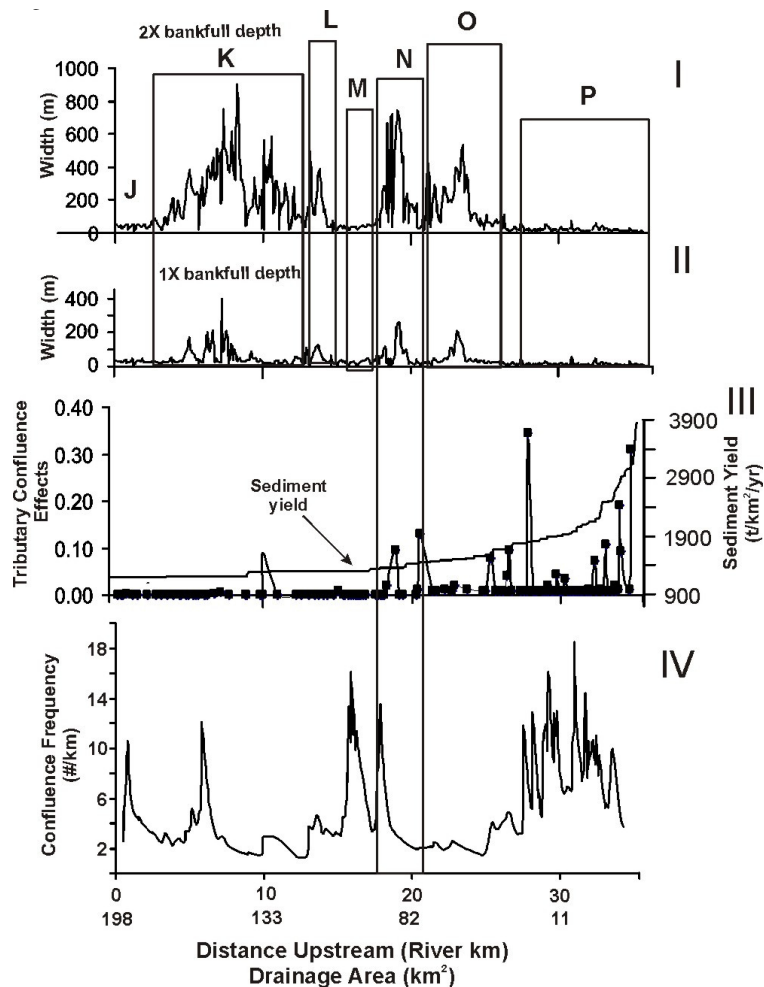 2X bankfull depth
K
L
M
N
O
P
I
J
Width (m)
1000
800
600
400
200
0
1X bankfull depth
II
Width (m)
400
200
0
III
Tributary Confluence
Effects
0.40
0.30
0.20
0.10
0.00
Sediment
yield
3900
2900
1900
900
Sediment Yield
(t/km²/yr)
IV
Confluence Frequency
(#/km)
18
14
10
6
2
0 10 20 30
198 133 82 11
Distance Upstream (River km)
Drainage Area (km²)